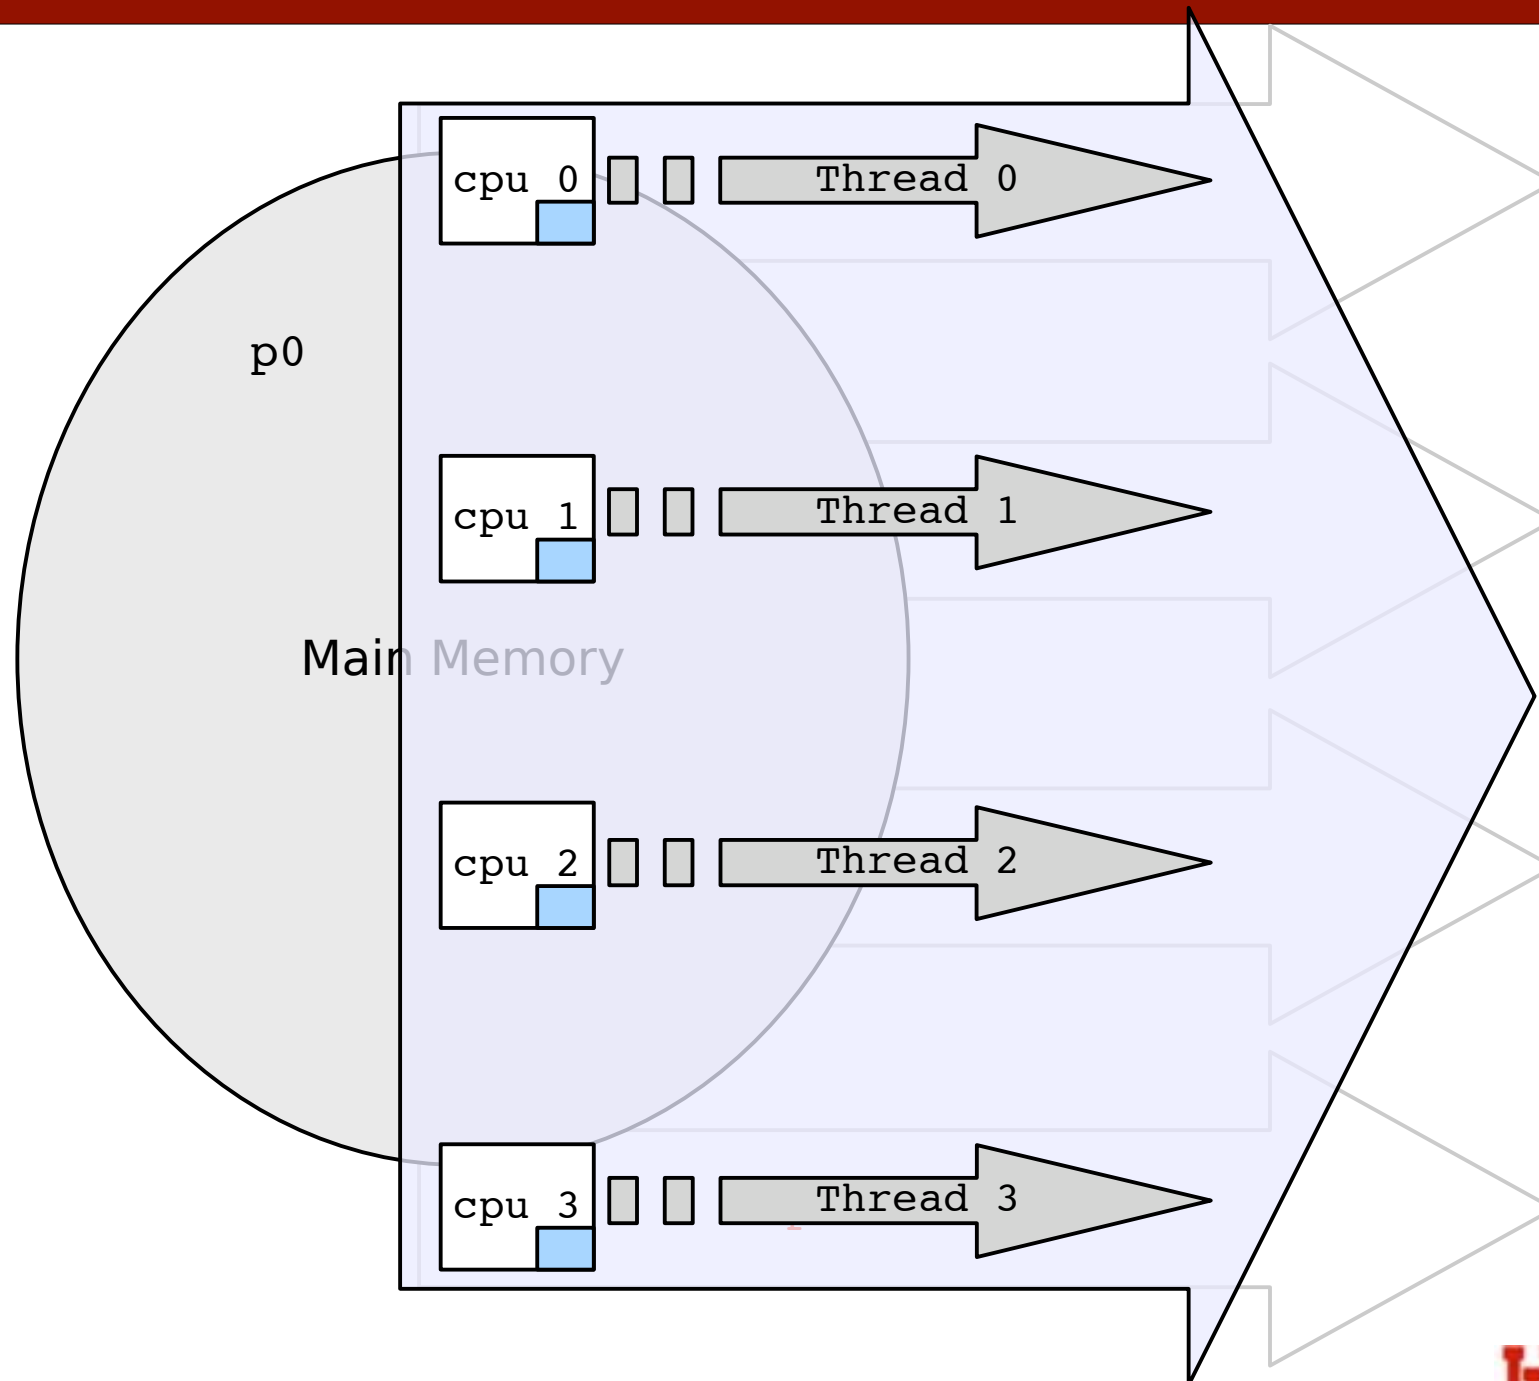 cpu 0 Thread 0
p0
cpu 1 Thread 1
Main Memory
cpu 2 Thread 2
cpu 3 Thread 3